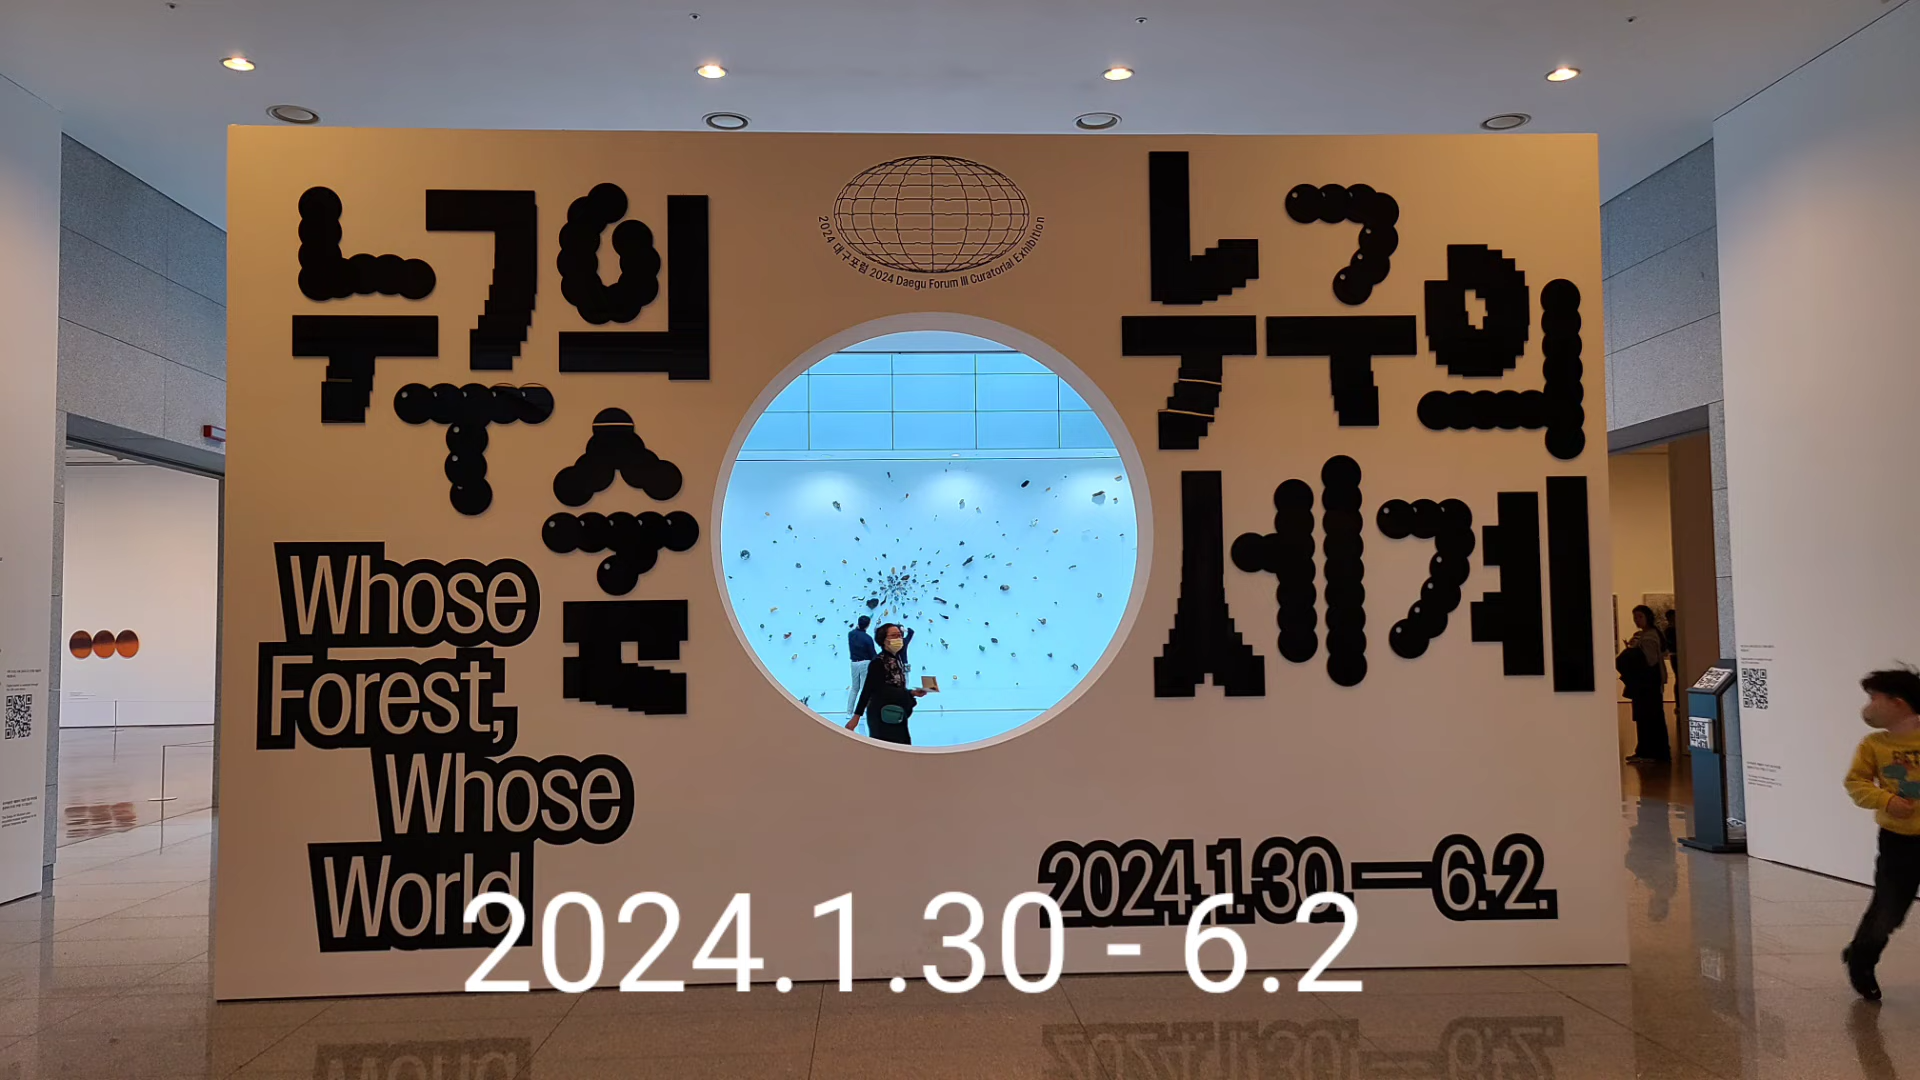 누구의
숲
누구의
세계
2024 대구포럼 2024 Daegu Forum III Curatorial Exhibition
Whose
Forest,
Whose
World
2024.1.30.—6.2.
2024.1.30 - 6.2